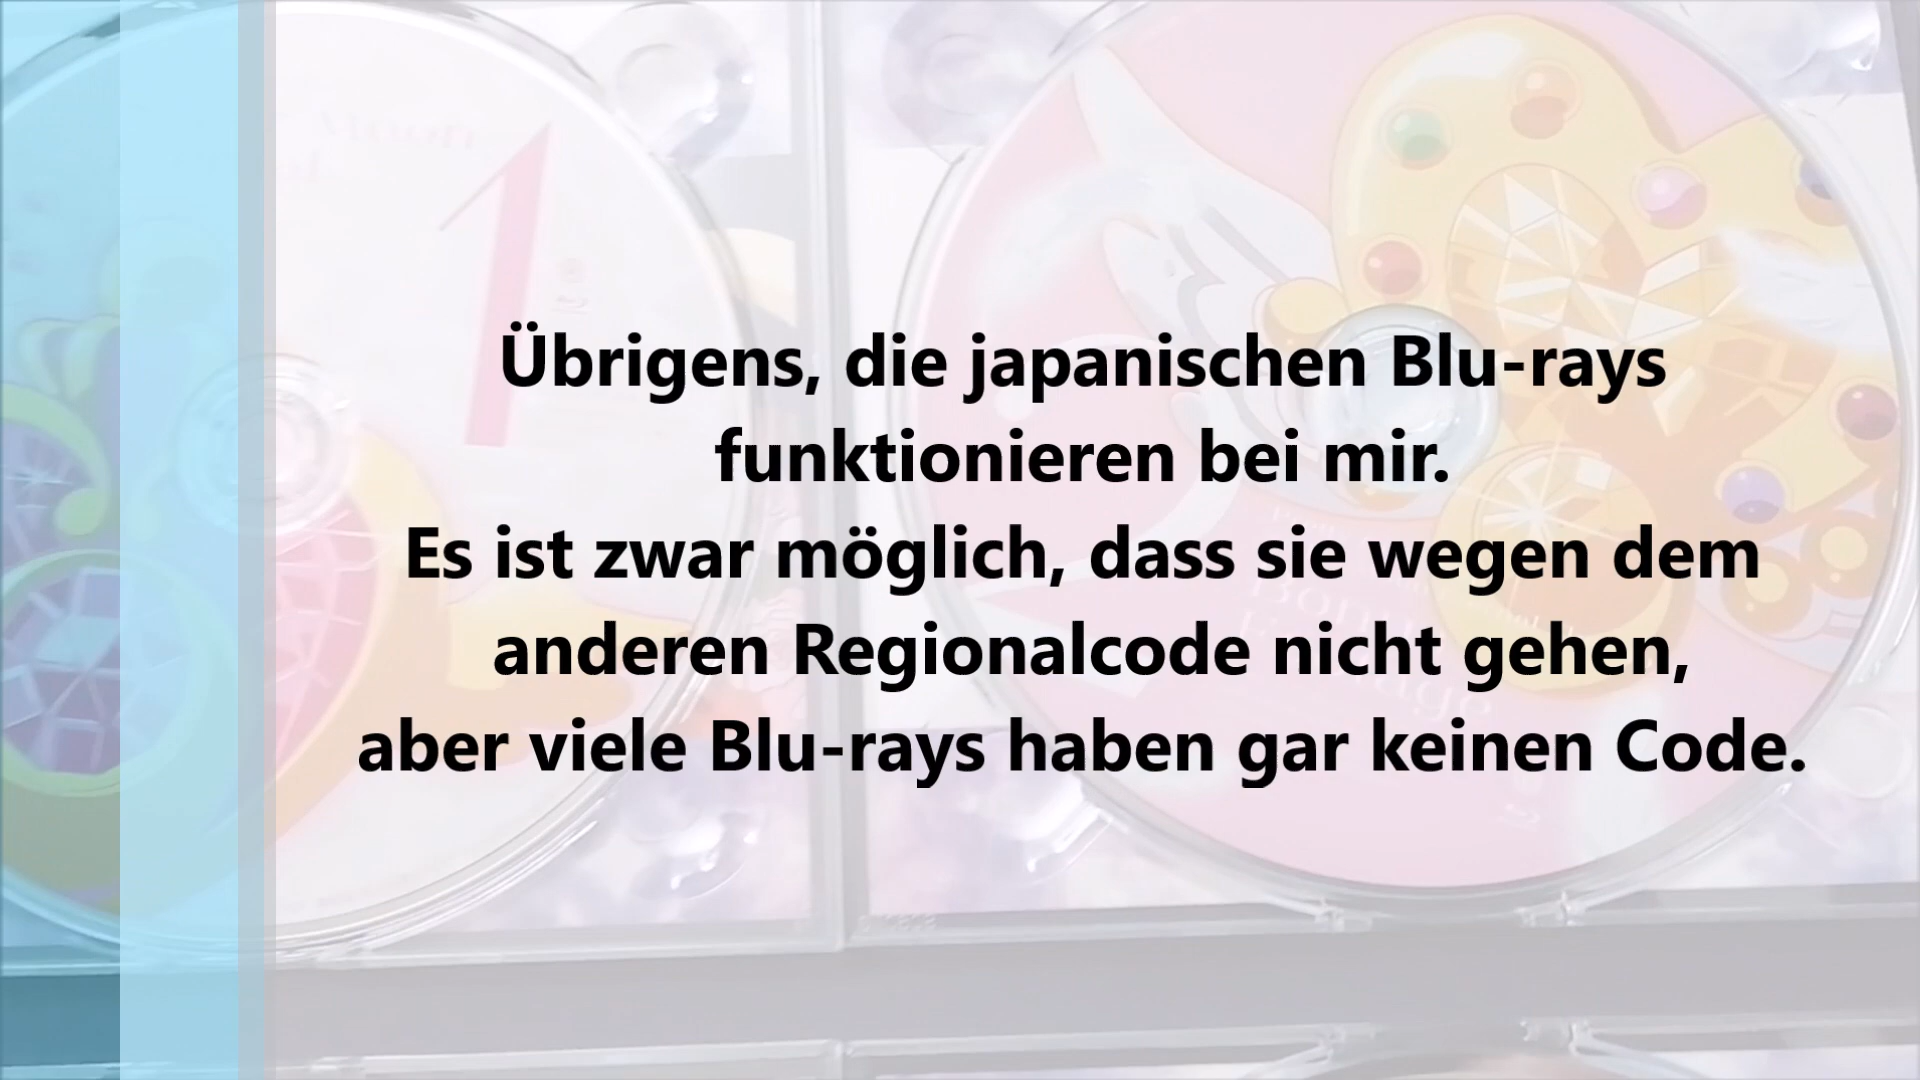 1
Übrigens, die japanischen Blu-rays
funktionieren bei mir.
Es ist zwar möglich, dass sie wegen dem
anderen Regionalcode nicht gehen,
aber viele Blu-rays haben gar keinen Code.